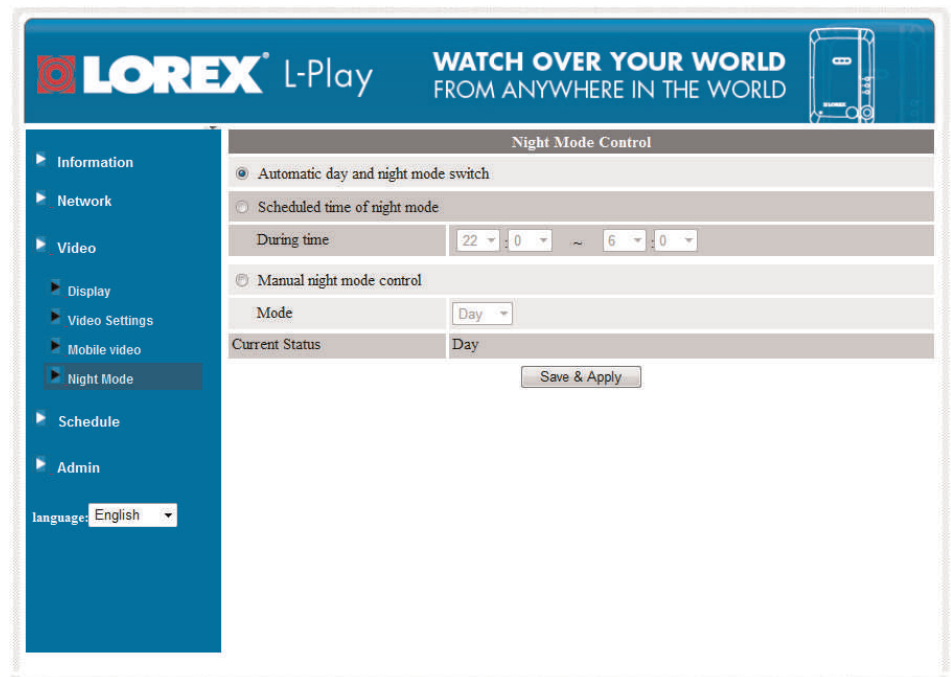 LOREX L-Play
WATCH OVER YOUR WORLD
FROM ANYWHERE IN THE WORLD
Information
Network
Video
Display
Video Settings
Mobile video
Night Mode
Schedule
Admin
language: English
Night Mode Control
Automatic day and night mode switch
Scheduled time of night mode
During time 22 : 0 ~ 6 : 0
Manual night mode control
Mode Day
Current Status Day
Save & Apply